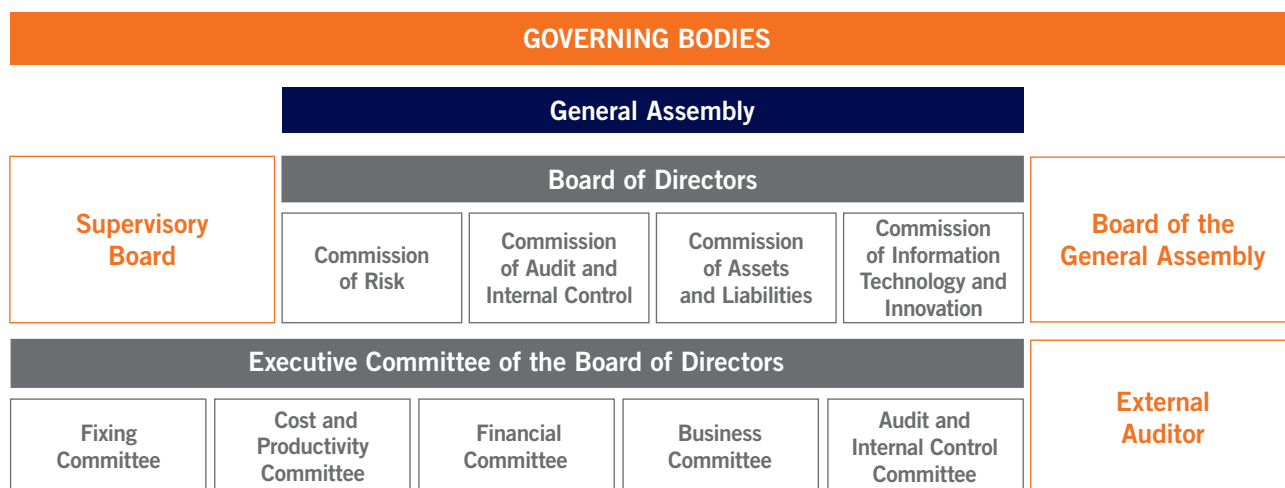 GOVERNING BODIES
General Assembly
Supervisory
Board
Board of Directors
Commission
of Risk
Commission
of Audit and
Internal Control
Commission
of Assets
and Liabilities
Commission
of Information
Technology and
Innovation
Board of the
General Assembly
Executive Committee of the Board of Directors
Fixing
Committee
Cost and
Productivity
Committee
Financial
Committee
Business
Committee
Audit and
Internal Control
Committee
External
Auditor